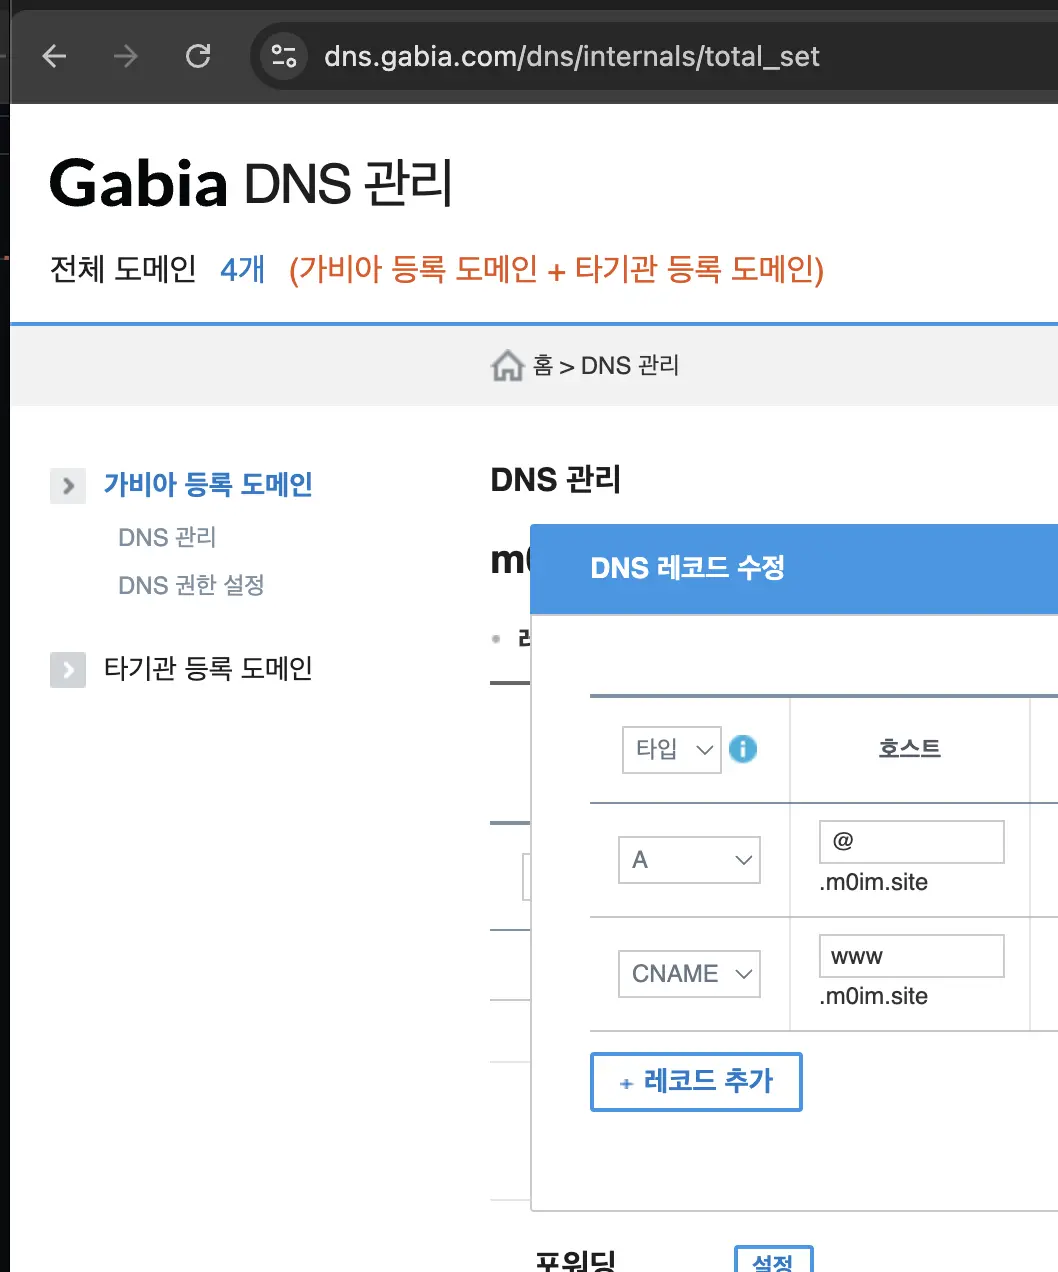 dns.gabia.com/dns/internals/total_set
Gabia DNS 관리
전체 도메인 4개 (가비아 등록 도메인 + 타기관 등록 도메인)
홈 > DNS 관리
가비아 등록 도메인
DNS 관리
DNS 권한 설정
타기관 등록 도메인
DNS 관리
DNS 레코드 수정
타입 호스트
A @
.m0im.site
CNAME www
.m0im.site
+ 레코드 추가
포워딩 설정